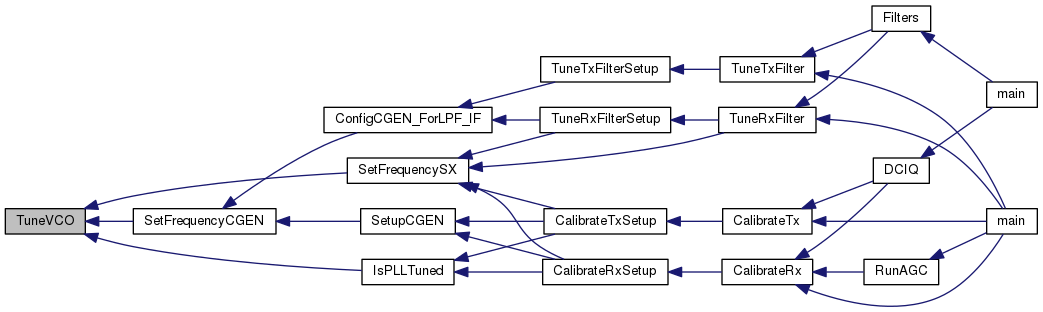 Filters
TuneTxFilterSetup
TuneTxFilter
main
ConfigCGEN_ForLPF_IF
TuneRxFilterSetup
TuneRxFilter
SetFrequencySX
DCIQ
TuneVCO
SetFrequencyCGEN
SetupCGEN
CalibrateTxSetup
CalibrateTx
main
IsPLLTuned
CalibrateRxSetup
CalibrateRx
RunAGC